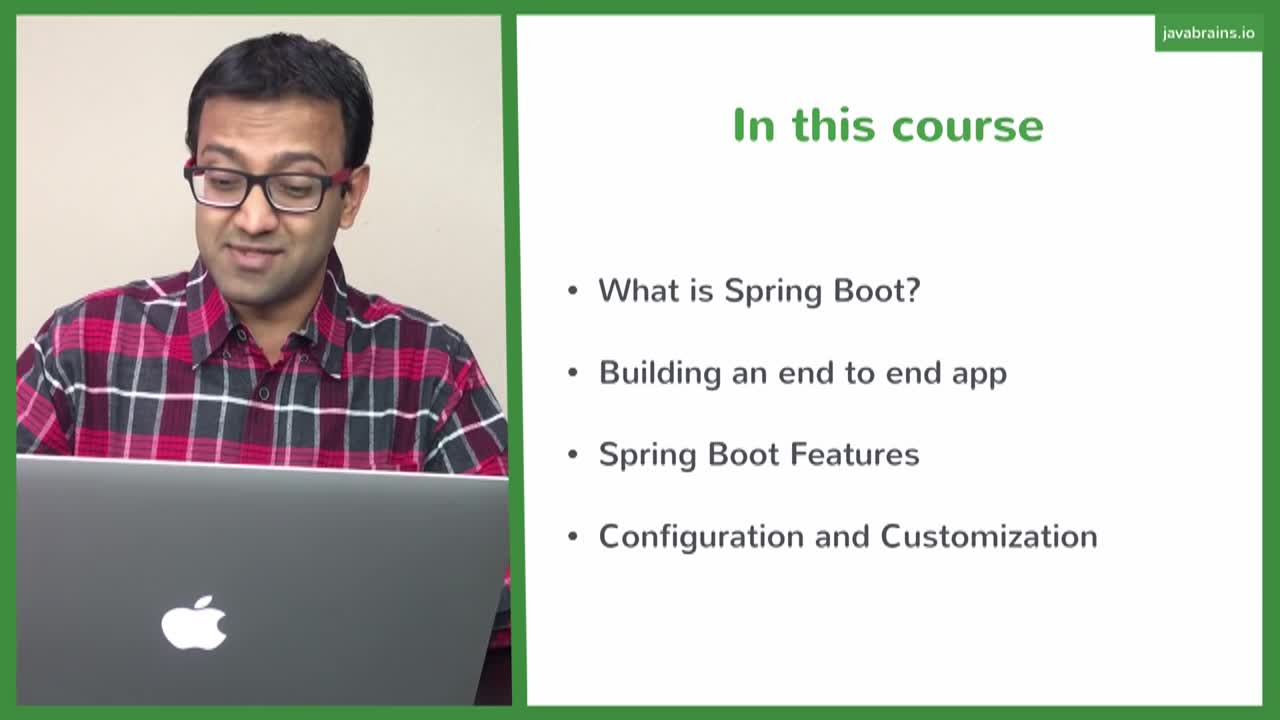 javabrains.io
In this course
• What is Spring Boot?
• Building an end to end app
• Spring Boot Features
• Configuration and Customization